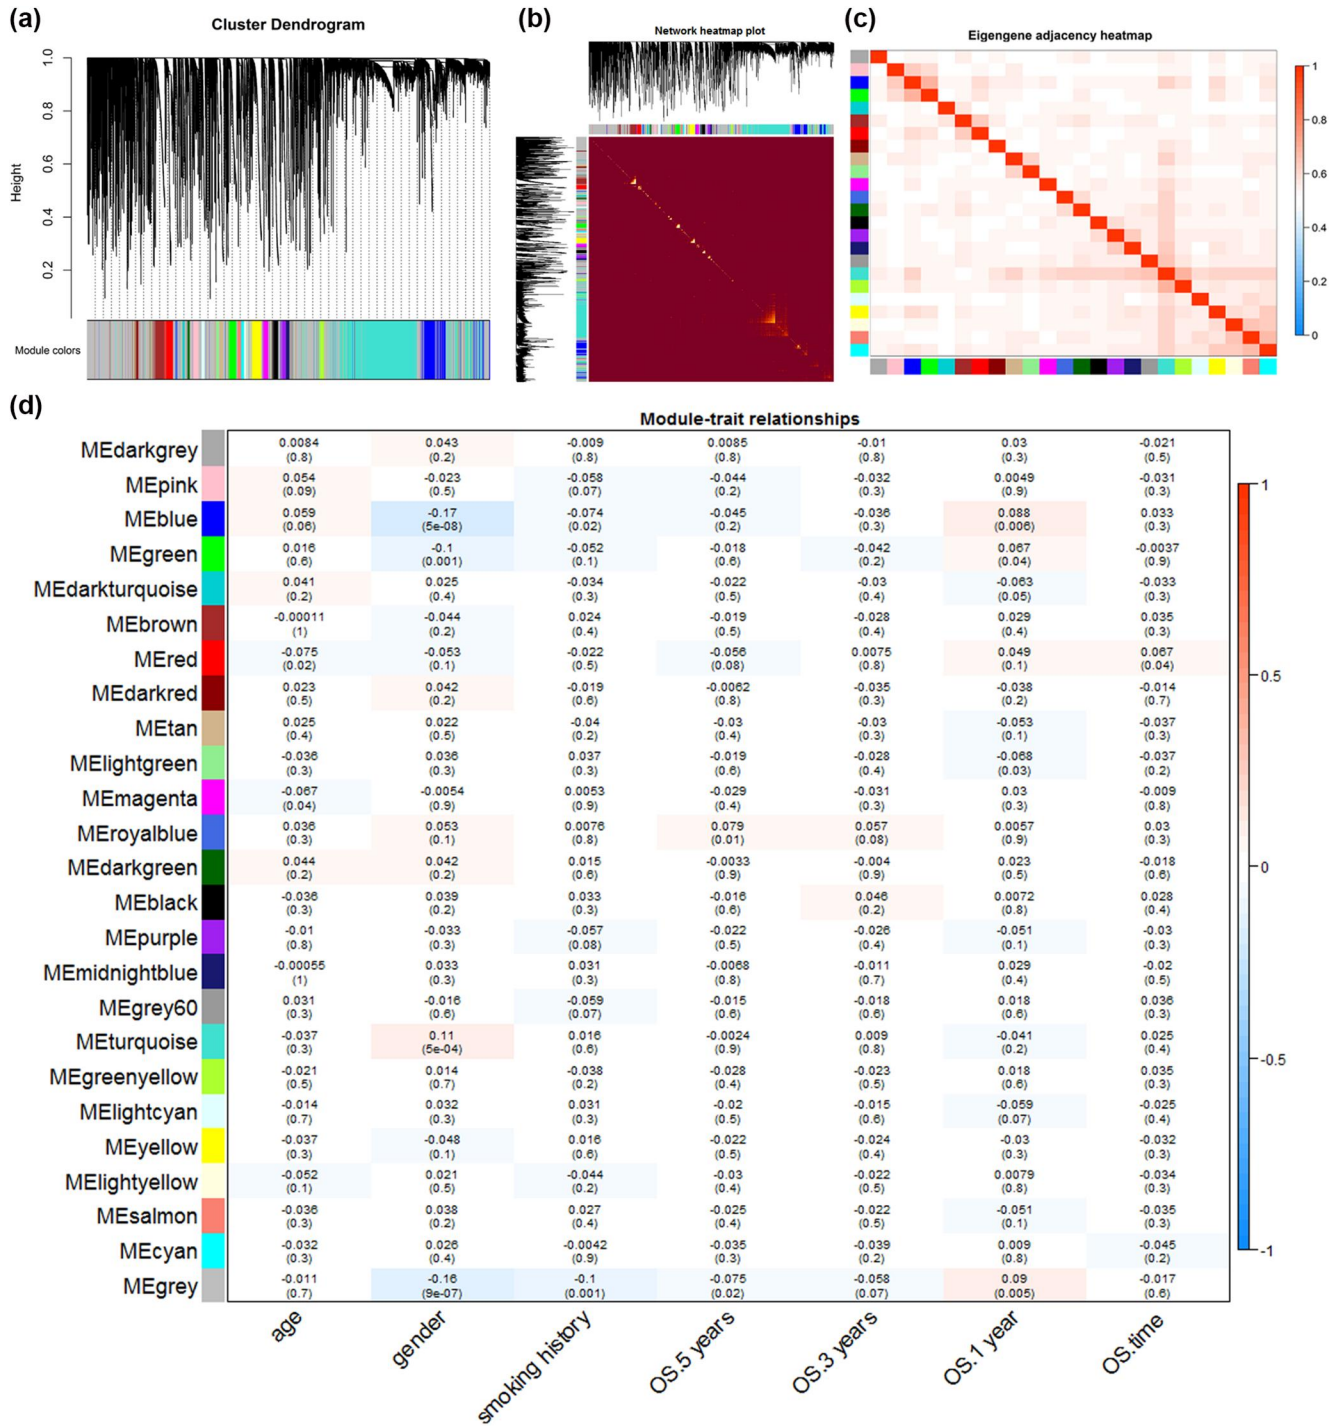 (a)
Cluster Dendrogram
Height
1.0
0.8
0.6
0.4
0.2
Module colors
(b)
Network heatmap plot
(c)
Eigengene adjacency heatmap
1
0.8
0.6
0.4
0.2
0
(d)
Module-trait relationships
MEdarkgrey 0.0084 0.043 -0.009 0.0085 -0.01 0.03 -0.021
(0.8) (0.2) (0.8) (0.8) (0.8) (0.3) (0.5)
MEpink 0.054 -0.023 -0.058 -0.044 -0.032 0.0049 -0.031
(0.09) (0.5) (0.07) (0.2) (0.3) (0.9) (0.3)
MEblue 0.059 -0.17 -0.074 -0.045 -0.036 0.088 0.033
(0.06) (5e-08) (0.02) (0.2) (0.3) (0.006) (0.3)
MEgreen 0.016 -0.1 -0.052 -0.018 -0.042 0.067 -0.0037
(0.6) (0.001) (0.1) (0.6) (0.2) (0.04) (0.9)
MEdarkturquoise 0.041 0.025 -0.034 -0.022 -0.03 -0.063 -0.033
(0.2) (0.4) (0.3) (0.5) (0.4) (0.05) (0.3)
MEbrown -0.00011 -0.044 0.024 -0.019 -0.028 0.029 0.035
(1) (0.2) (0.4) (0.5) (0.4) (0.4) (0.3)
MEred -0.075 -0.053 -0.022 -0.056 0.0075 0.049 0.067
(0.02) (0.1) (0.5) (0.08) (0.8) (0.1) (0.04)
MEdarkred 0.023 0.042 -0.019 -0.0062 -0.035 -0.038 -0.014
(0.5) (0.2) (0.6) (0.8) (0.3) (0.2) (0.7)
MEtan 0.025 0.022 -0.04 -0.03 -0.03 -0.053 -0.037
(0.4) (0.5) (0.2) (0.4) (0.3) (0.1) (0.3)
MElightgreen -0.036 0.036 0.037 -0.019 -0.028 -0.068 -0.037
(0.3) (0.3) (0.3) (0.6) (0.4) (0.03) (0.2)
MEmagenta -0.067 -0.0054 0.0053 -0.029 -0.031 0.03 -0.009
(0.04) (0.9) (0.9) (0.4) (0.3) (0.3) (0.8)
MEroyalblue 0.036 0.053 0.0076 0.079 0.057 0.0057 0.03
(0.3) (0.1) (0.8) (0.01) (0.08) (0.9) (0.3)
MEdarkgreen 0.044 0.042 0.015 -0.0033 -0.004 0.023 -0.018
(0.2) (0.2) (0.6) (0.9) (0.9) (0.5) (0.6)
MEblack -0.036 0.039 0.033 -0.016 0.046 0.0072 0.028
(0.3) (0.2) (0.3) (0.6) (0.2) (0.8) (0.4)
MEpurple -0.01 -0.033 -0.057 -0.022 -0.026 -0.051 -0.03
(0.8) (0.3) (0.08) (0.5) (0.4) (0.1) (0.3)
MEmidnightblue -0.00055 0.033 0.031 -0.0068 -0.011 0.029 -0.02
(1) (0.3) (0.3) (0.8) (0.7) (0.4) (0.5)
MEgrey60 0.031 -0.016 -0.059 -0.015 -0.018 0.018 0.036
(0.3) (0.6) (0.07) (0.6) (0.6) (0.6) (0.3)
MEturquoise -0.037 0.11 0.016 -0.0024 0.009 -0.041 0.025
(0.3) (5e-04) (0.6) (0.9) (0.8) (0.2) (0.4)
MEgreenyellow -0.021 0.014 -0.038 -0.028 -0.023 0.018 0.035
(0.5) (0.7) (0.2) (0.4) (0.5) (0.6) (0.3)
MElightcyan -0.014 0.032 0.031 -0.02 -0.015 -0.059 -0.025
(0.7) (0.3) (0.3) (0.5) (0.6) (0.07) (0.4)
MEyellow -0.037 -0.048 0.016 -0.022 -0.024 -0.03 -0.032
(0.3) (0.1) (0.6) (0.5) (0.4) (0.3) (0.3)
MElightyellow -0.052 0.021 -0.044 -0.03 -0.022 0.0079 -0.034
(0.1) (0.5) (0.2) (0.4) (0.5) (0.8) (0.3)
MEsalmon -0.036 0.038 0.027 -0.025 -0.022 -0.051 -0.035
(0.3) (0.2) (0.4) (0.4) (0.5) (0.1) (0.3)
MEcyan -0.032 0.026 -0.0042 -0.035 -0.039 0.009 -0.045
(0.3) (0.4) (0.9) (0.3) (0.2) (0.8) (0.2)
MEgrey -0.011 -0.16 -0.1 -0.075 -0.058 0.09 -0.017
(0.7) (9e-07) (0.001) (0.02) (0.07) (0.005) (0.6)
age gender smoking history OS.5 years OS.3 years OS.1 year OS.time
1
0.5
0
-0.5
-1